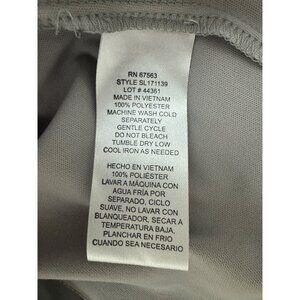 RN 67563
STYLE SL171139
LOT # 44361
MADE IN VIETNAM
100% POLYESTER
MACHINE WASH COLD
SEPARATELY
GENTLE CYCLE
DO NOT BLEACH
TUMBLE DRY LOW
COOL IRON AS NEEDED
HECHO EN VIETNAM
100% POLIÉSTER
LAVAR A MÁQUINA CON
AGUA FRÍA POR
SEPARADO, CICLO
SUAVE, NO LAVAR CON
BLANQUEADOR, SECAR A
TEMPERATURA BAJA.
PLANCHAR EN FRIO
CUANDO SEA NECESARIO